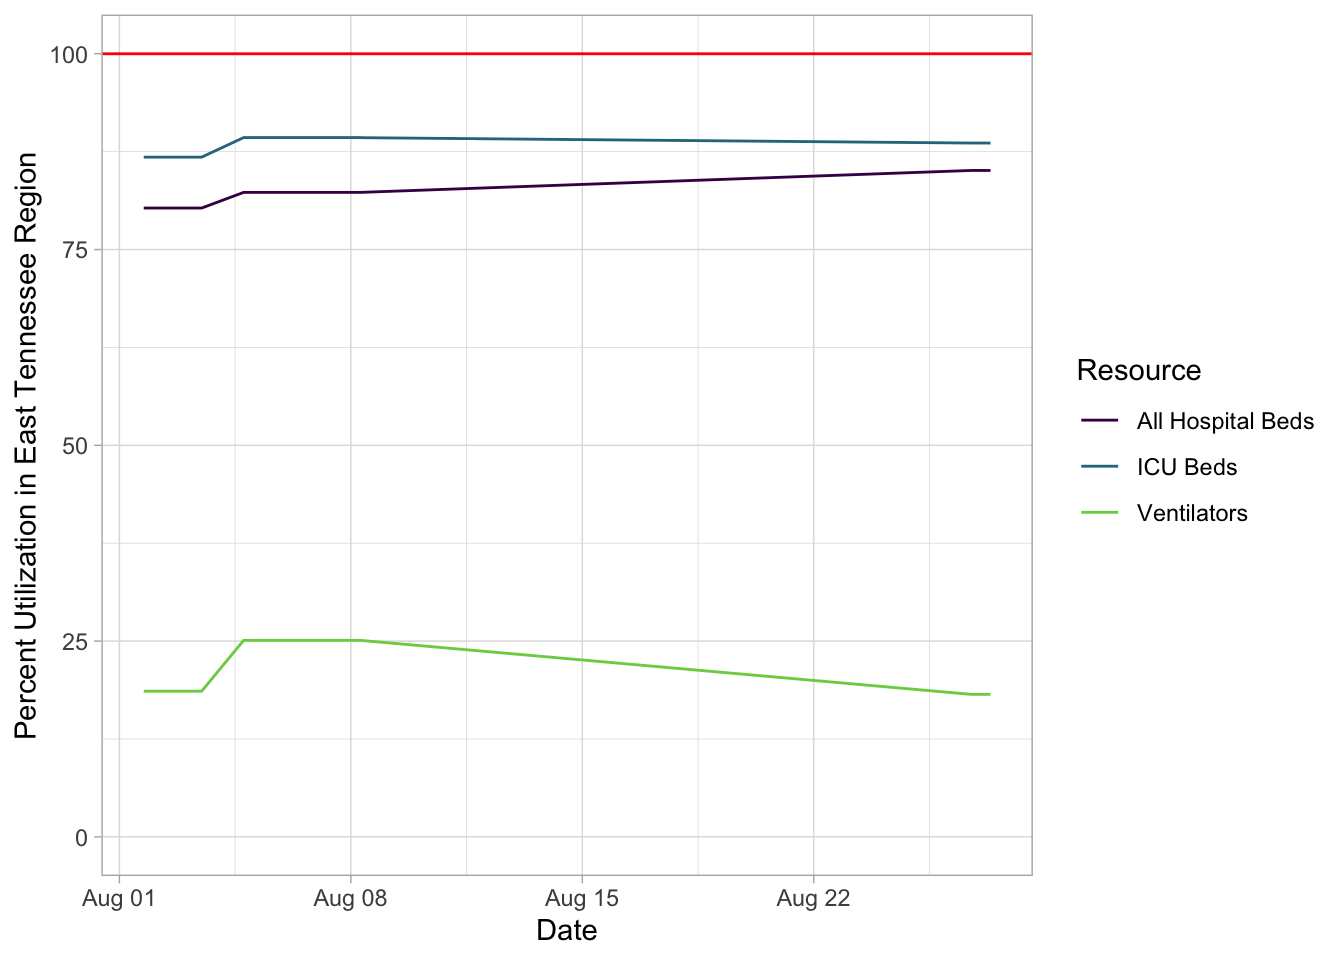 Percent Utilization in East Tennessee Region
100
75
50
25
0
Aug 01
Aug 08
Aug 15
Aug 22
Date
Resource
All Hospital Beds
ICU Beds
Ventilators